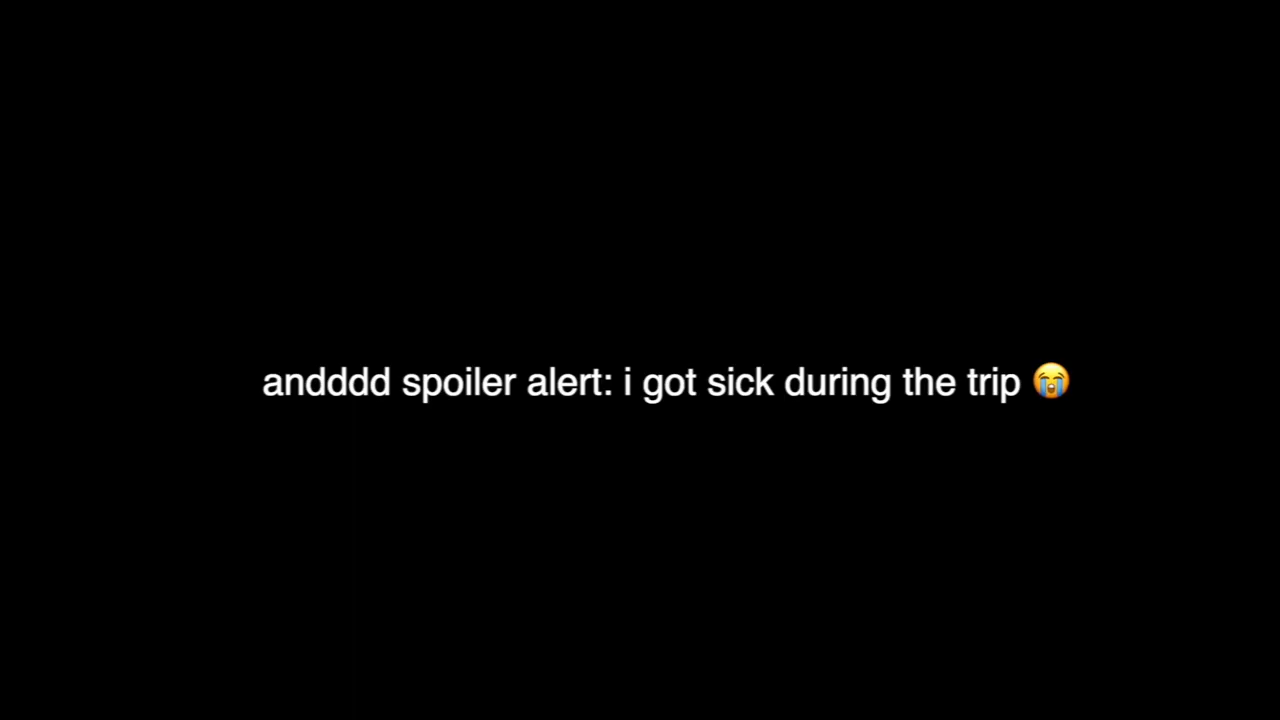 andddd spoiler alert: i got sick during the trip 😭